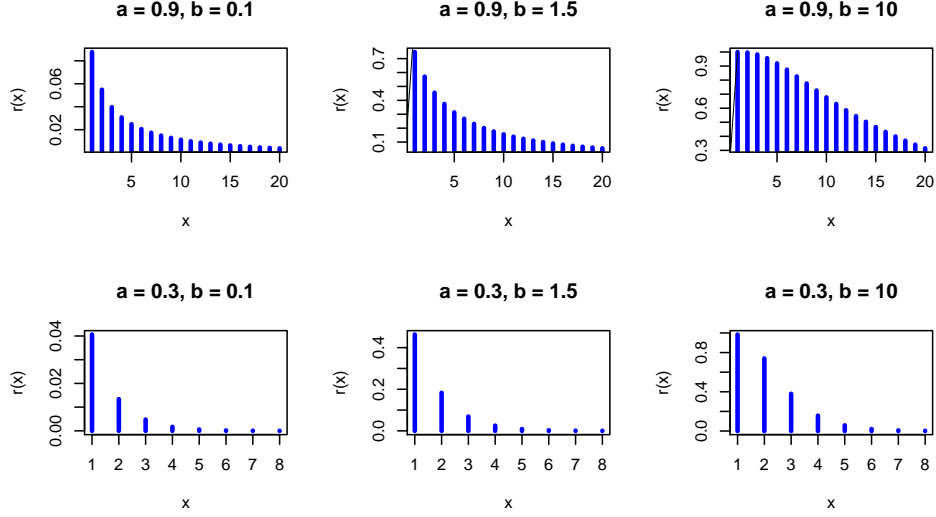 a = 0.9, b = 0.1
r(x)
0.02
0.06
5
10
15
20
x
a = 0.9, b = 1.5
r(x)
0.1
0.4
0.7
5
10
15
20
x
a = 0.9, b = 10
r(x)
0.3
0.6
0.9
5
10
15
20
x
a = 0.3, b = 0.1
r(x)
0.00
0.02
0.04
1
2
3
4
5
6
7
8
x
a = 0.3, b = 1.5
r(x)
0.0
0.2
0.4
1
2
3
4
5
6
7
8
x
a = 0.3, b = 10
r(x)
0.0
0.4
0.8
1
2
3
4
5
6
7
8
x